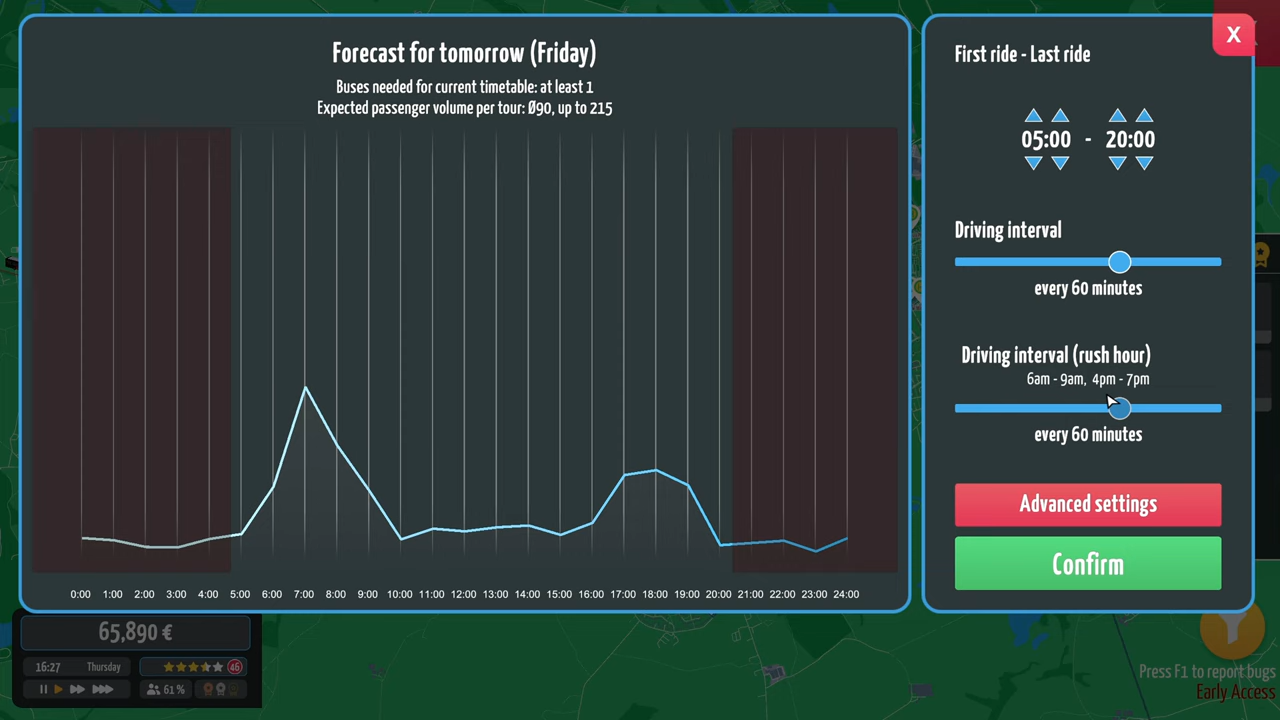 Forecast for tomorrow (Friday)
Buses needed for current timetable: at least 1
Expected passenger volume per tour: Ø90, up to 215
0:00 1:00 2:00 3:00 4:00 5:00 6:00 7:00 8:00 9:00 10:00 11:00 12:00 13:00 14:00 15:00 16:00 17:00 18:00 19:00 20:00 21:00 22:00 23:00 24:00
X
First ride - Last ride
05:00 - 20:00
Driving interval
every 60 minutes
Driving interval (rush hour)
6am - 9am, 4pm - 7pm
every 60 minutes
Advanced settings
Confirm
65,890 €
16:27 Thursday 46
61 %
Press F1 to report bugs
Early Access